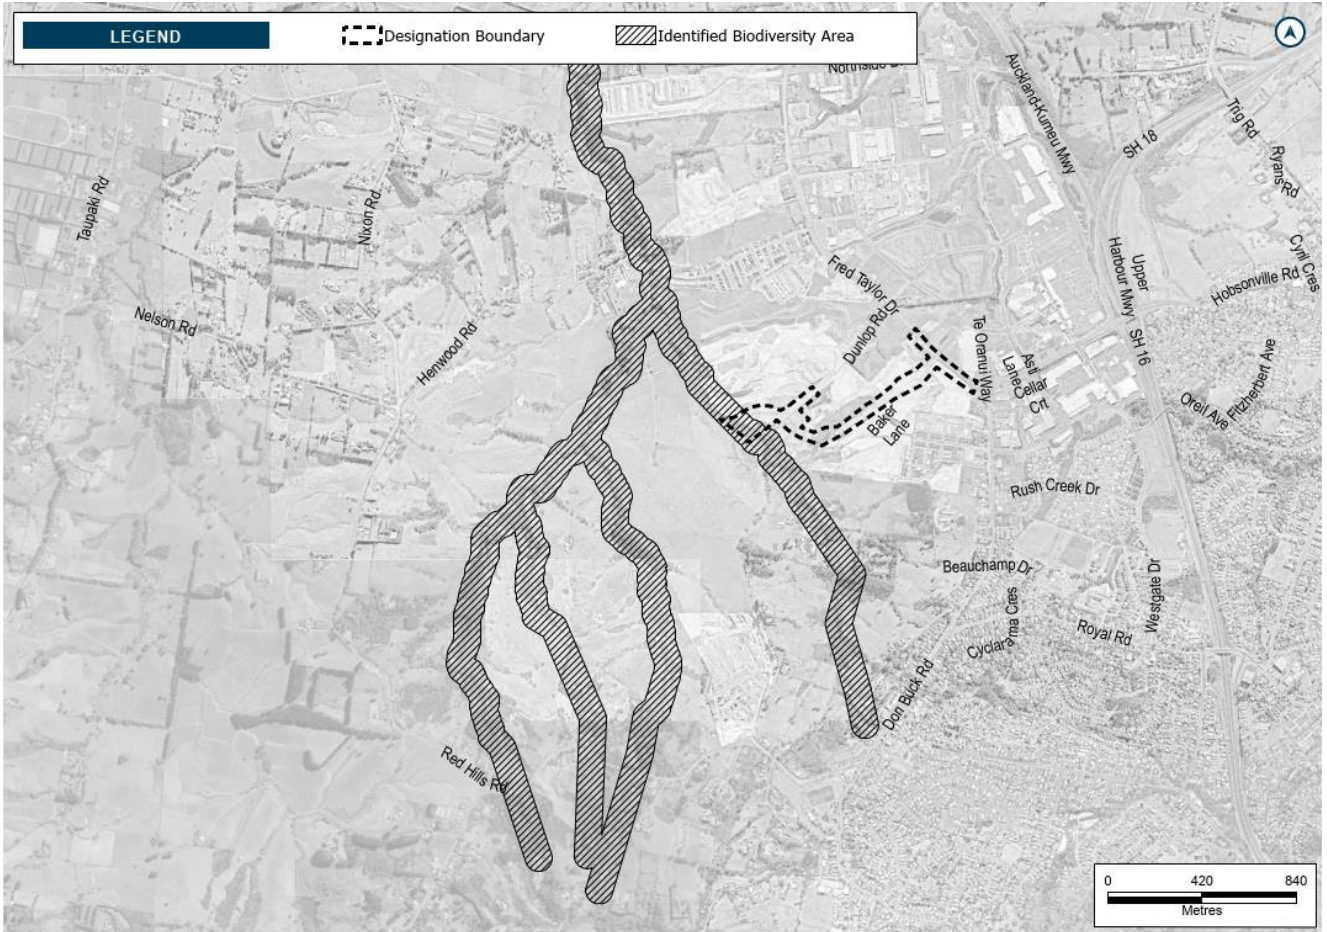 LEGEND
Designation Boundary
Identified Biodiversity Area
Auckland-Kumeu Mwy
SH 18
Trig Rd
Ryans Rd
Taupaki Rd
Nixon Rd
Cyril Cres
Upper
Harbour Mwy
Hobsonville Rd
Fred Taylor Dr
Nelson Rd
Dunlop Rd
Henwood Rd
Te Oranui Way
SH 16
Asti
Lane
Cellar
Crt
Fitzherbert Ave
Oreil Ave
Baker
Lane
Rush Creek Dr
Beauchamp Dr
Westgate Dr
Cyclarama Cres
Royal Rd
Don Buck Rd
Red Hills Rd
0 420 840
Metres